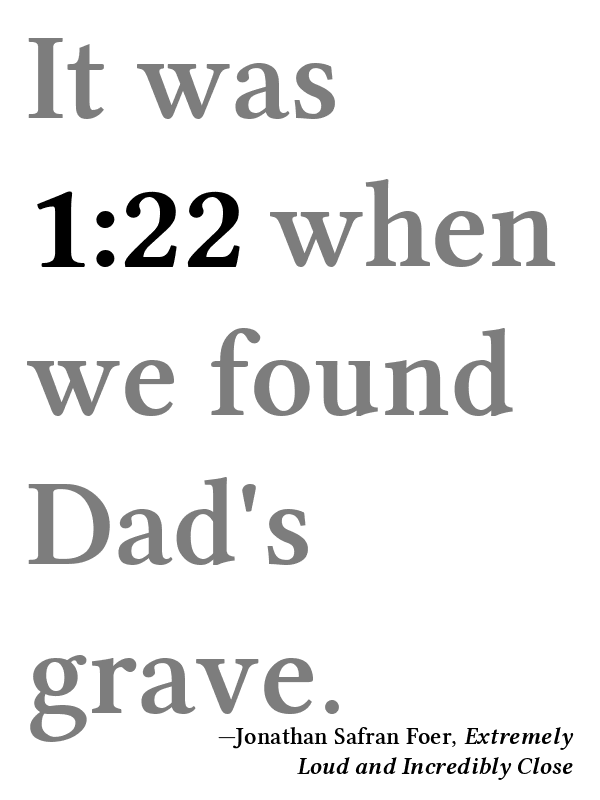 It was
1:22 when
we found
Dad's
grave.
—Jonathan Safran Foer, Extremely
Loud and Incredibly Close